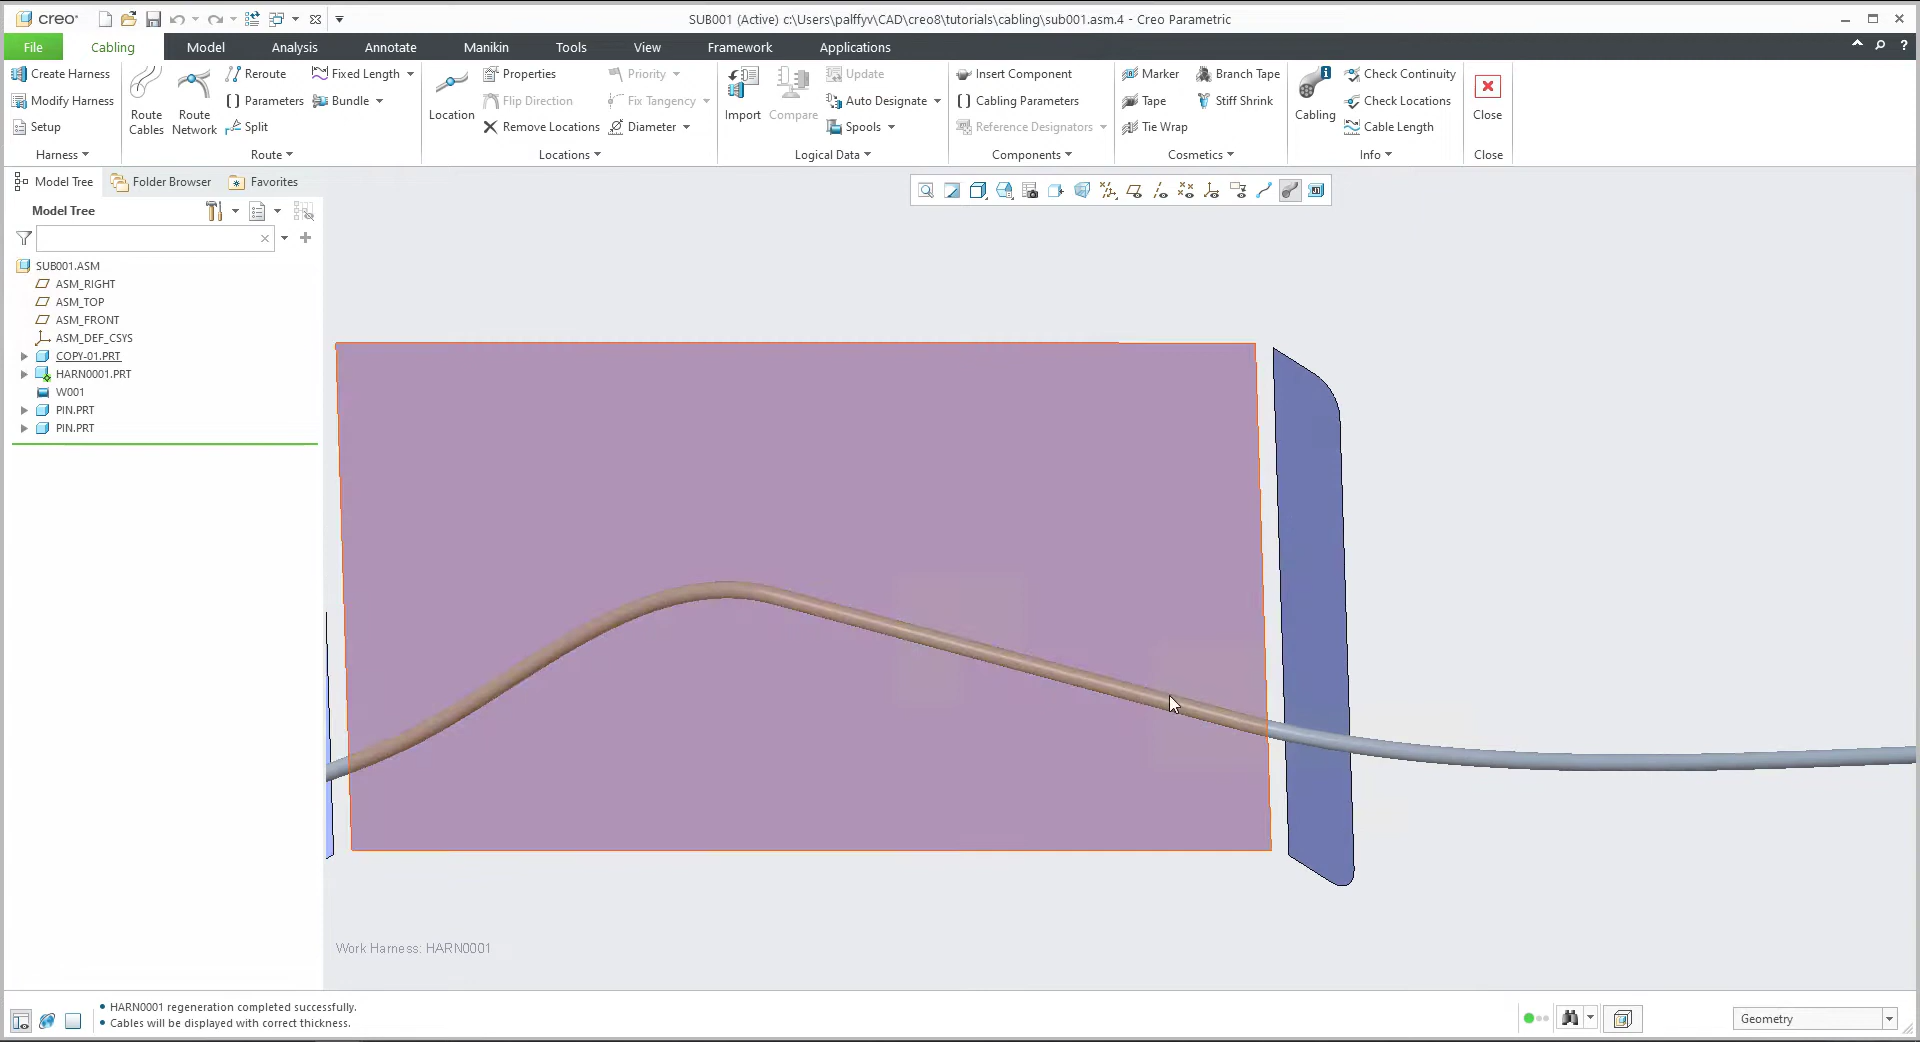 creo®
SUB001 (Active) c:\Users\palffyv\CAD\creo8\tutorials\cabling\sub001.asm.4 - Creo Parametric
File Cabling Model Analysis Annotate Manikin Tools View Framework Applications
Create Harness
Modify Harness
Setup
Harness
Route Cables
Route Network
Reroute
Parameters
Split
Fixed Length
Bundle
Route
Location
Properties
Flip Direction
Remove Locations
Priority
Fix Tangency
Diameter
Locations
Import
Compare
Update
Auto Designate
Spools
Logical Data
Insert Component
Cabling Parameters
Reference Designators
Components
Marker
Tape
Tie Wrap
Branch Tape
Stiff Shrink
Cosmetics
Cabling
Check Continuity
Check Locations
Cable Length
Info
Close
Close
Model Tree Folder Browser Favorites
Model Tree
SUB001.ASM
ASM_RIGHT
ASM_TOP
ASM_FRONT
ASM_DEF_CSYS
COPY-01.PRT
HARN0001.PRT
W001
PIN.PRT
PIN.PRT
Work Harness: HARN0001
• HARN0001 regeneration completed successfully.
• Cables will be displayed with correct thickness.
Geometry